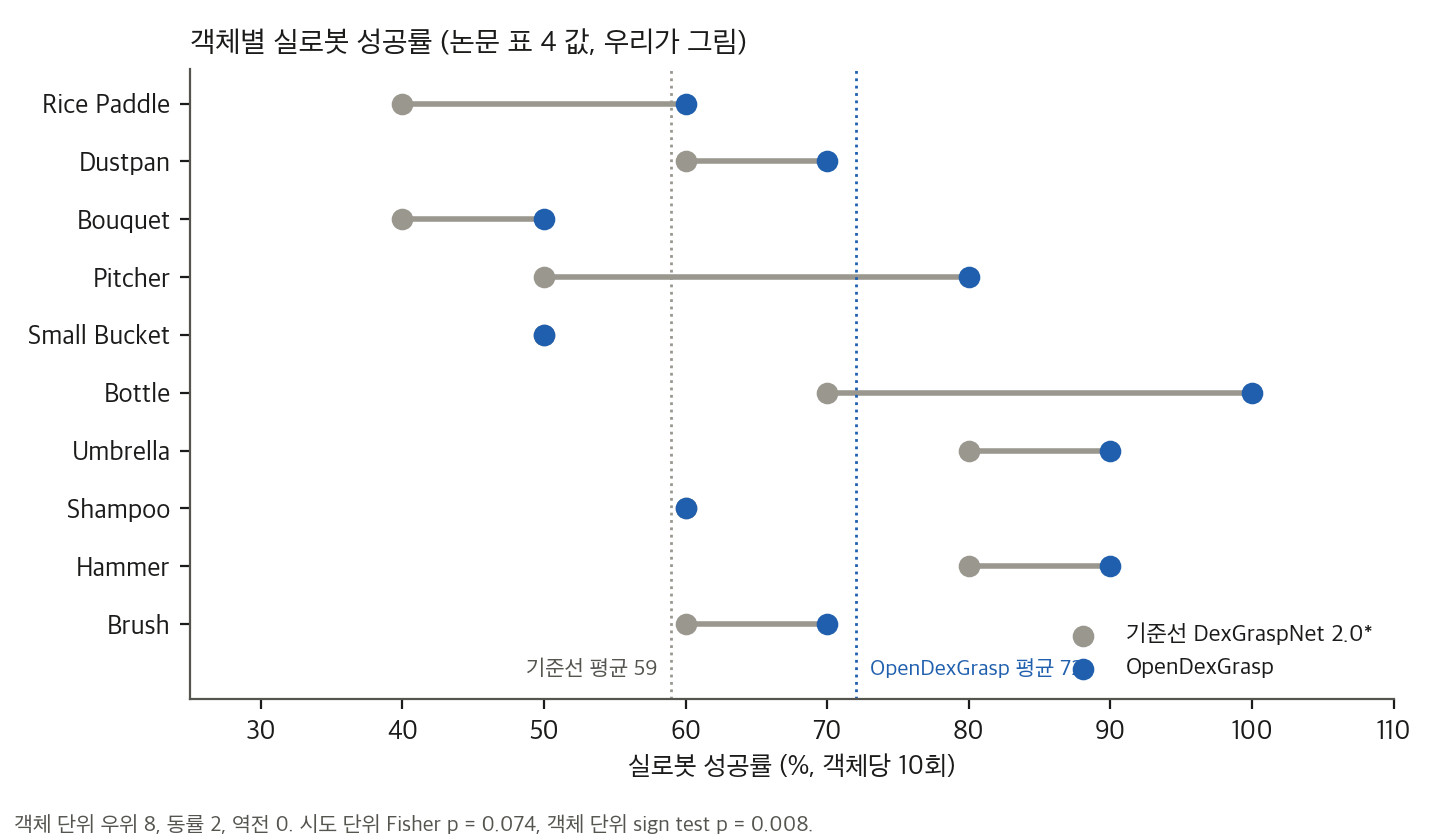 객체별 실로봇 성공률 (논문 표 4 값, 우리가 그림)
Rice Paddle
Dustpan
Bouquet
Pitcher
Small Bucket
Bottle
Umbrella
Shampoo
Hammer
Brush
기준선 DexGraspNet 2.0*
기준선 평균 59
OpenDexGrasp 평균
OpenDexGrasp
30 40 50 60 70 80 90 100 110
실로봇 성공률 (%, 객체당 10회)
객체 단위 우위 8, 동률 2, 역전 0. 시도 단위 Fisher p = 0.074, 객체 단위 sign test p = 0.008.